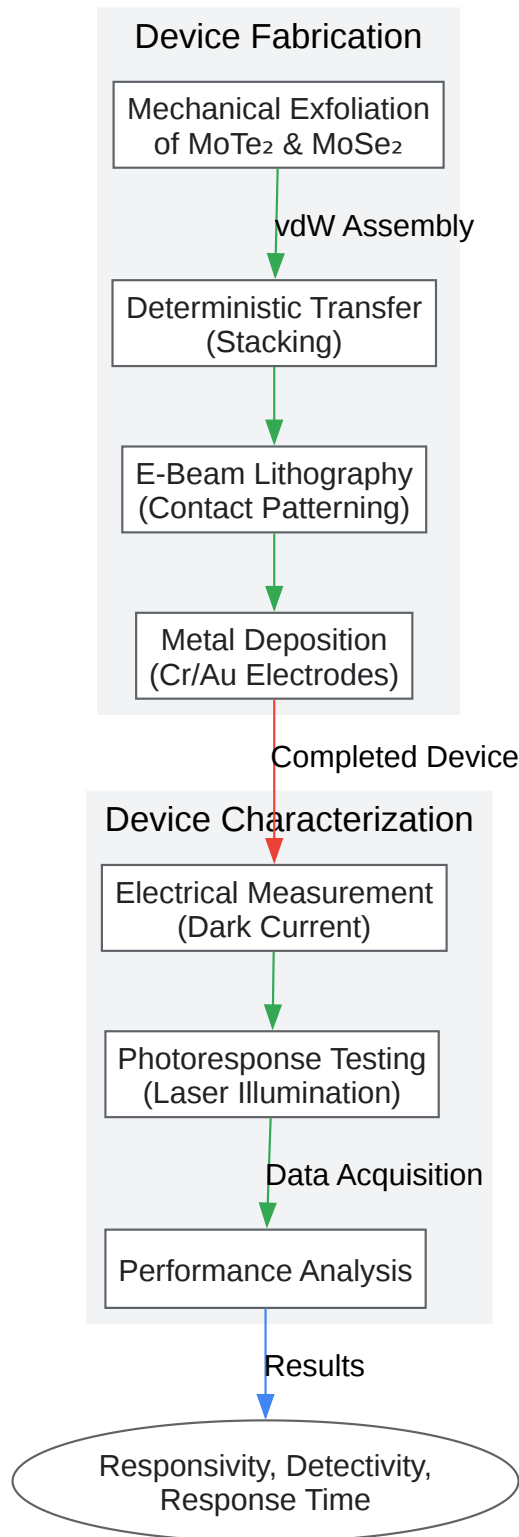 Device Fabrication
Mechanical Exfoliation
of MoTe₂ & MoSe₂
vdW Assembly
Deterministic Transfer
(Stacking)
E-Beam Lithography
(Contact Patterning)
Metal Deposition
(Cr/Au Electrodes)
Completed Device
Device Characterization
Electrical Measurement
(Dark Current)
Photoresponse Testing
(Laser Illumination)
Data Acquisition
Performance Analysis
Results
Responsivity, Detectivity,
Response Time